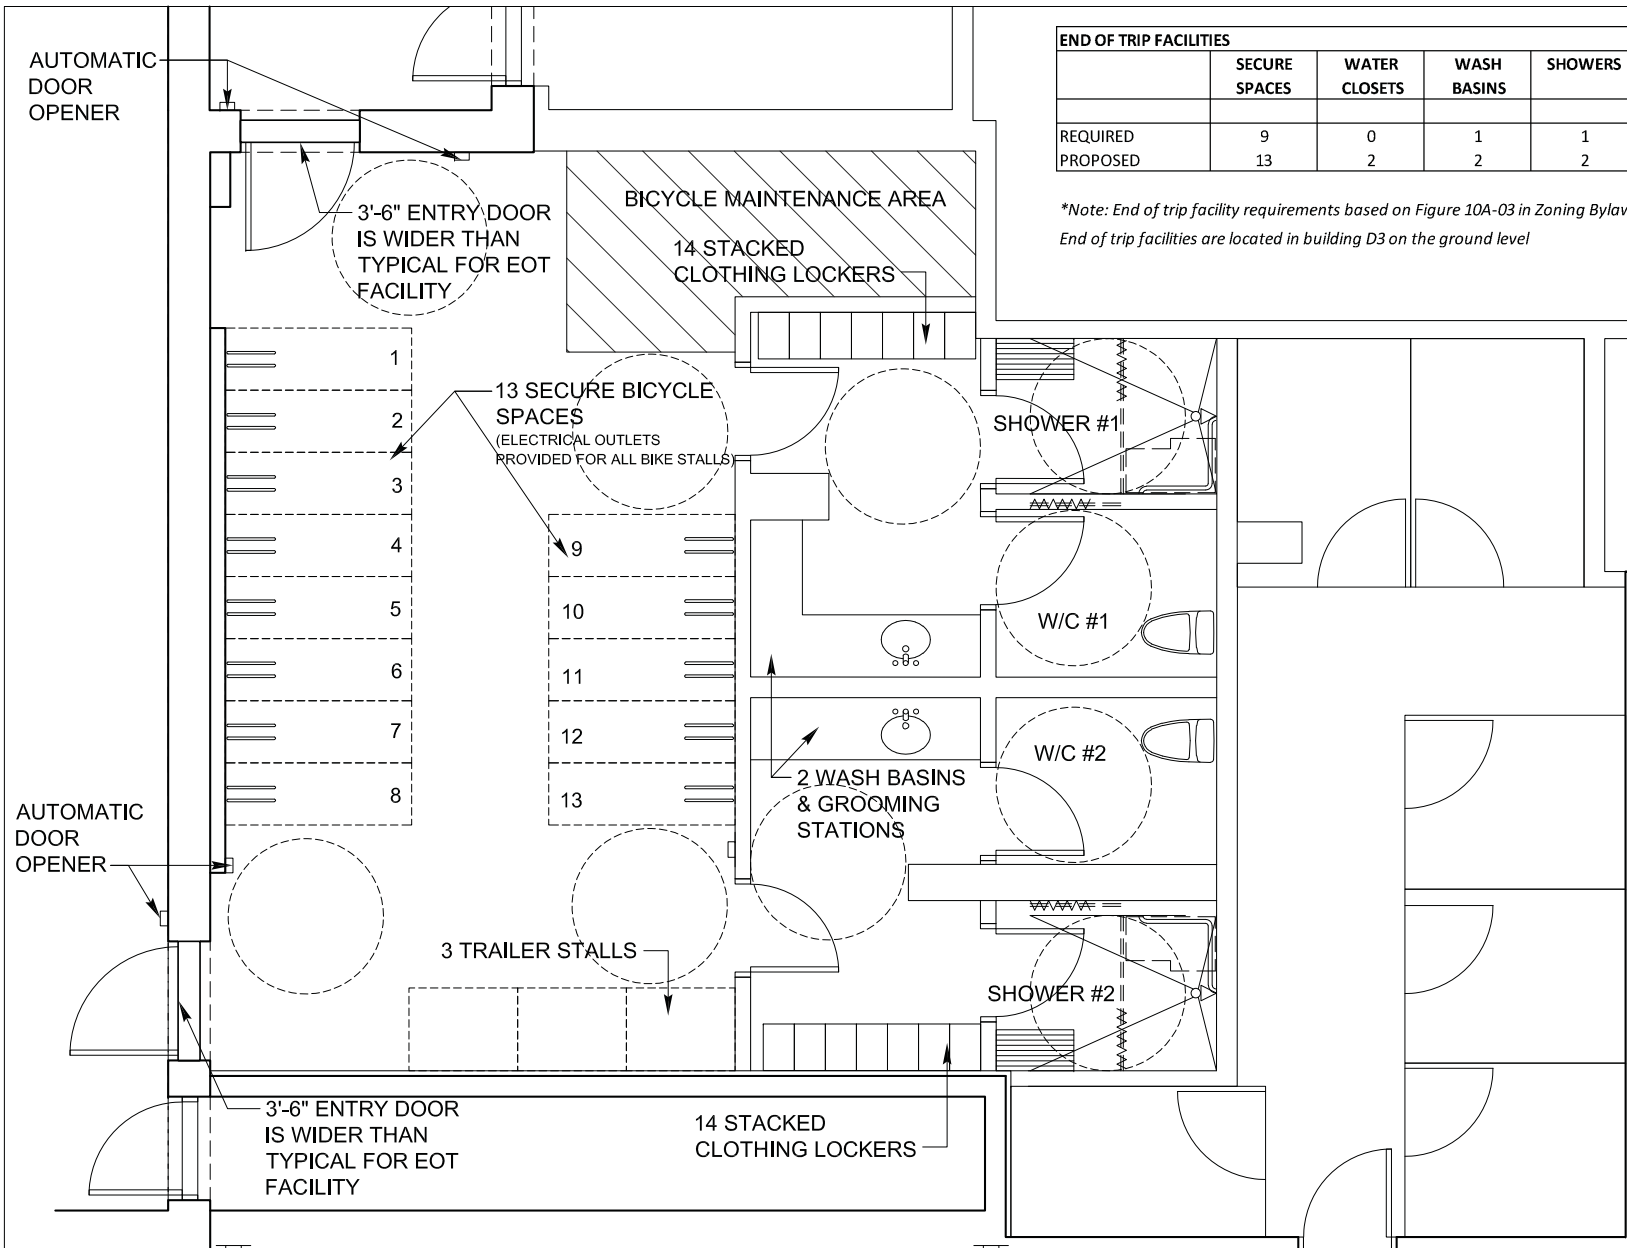 AUTOMATIC
DOOR
OPENER
END OF TRIP FACILITIES
SECURE SPACES WATER CLOSETS WASH BASINS SHOWERS
REQUIRED 9 0 1 1
PROPOSED 13 2 2 2
*Note: End of trip facility requirements based on Figure 10A-03 in Zoning Bylaw
End of trip facilities are located in building D3 on the ground level
3'-6" ENTRY DOOR
IS WIDER THAN
TYPICAL FOR EOT
FACILITY
BICYCLE MAINTENANCE AREA
14 STACKED
CLOTHING LOCKERS
13 SECURE BICYCLE
SPACES
(ELECTRICAL OUTLETS
PROVIDED FOR ALL BIKE STALLS)
1
2
3
4
5
6
7
8
9
10
11
12
13
SHOWER #1
W/C #1
W/C #2
2 WASH BASINS
& GROOMING
STATIONS
SHOWER #2
AUTOMATIC
DOOR
OPENER
3 TRAILER STALLS
3'-6" ENTRY DOOR
IS WIDER THAN
TYPICAL FOR EOT
FACILITY
14 STACKED
CLOTHING LOCKERS